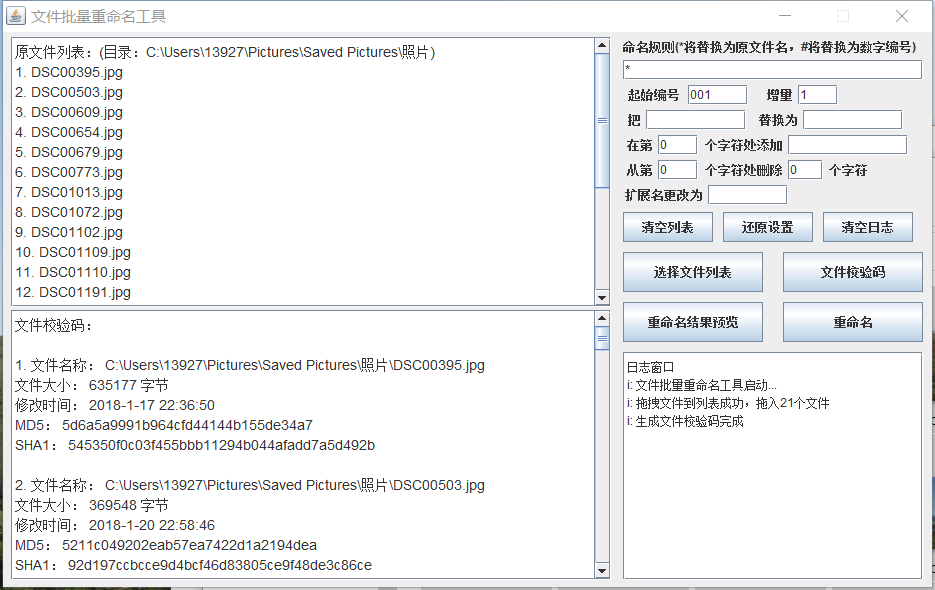 文件批量重命名工具
原文件列表：(目录：C:\Users\13927\Pictures\Saved Pictures\照片)
1. DSC00395.jpg
2. DSC00503.jpg
3. DSC00609.jpg
4. DSC00654.jpg
5. DSC00679.jpg
6. DSC00773.jpg
7. DSC01013.jpg
8. DSC01072.jpg
9. DSC01102.jpg
10. DSC01109.jpg
11. DSC01110.jpg
12. DSC01191.jpg
文件校验码：
1. 文件名称： C:\Users\13927\Pictures\Saved Pictures\照片\DSC00395.jpg
文件大小： 635177 字节
修改时间： 2018-1-17 22:36:50
MD5： 5d6a5a9991b964cfd44144b155de34a7
SHA1： 545350f0c03f455bbb11294b044afadd7a5d492b
2. 文件名称： C:\Users\13927\Pictures\Saved Pictures\照片\DSC00503.jpg
文件大小： 369548 字节
修改时间： 2018-1-20 22:58:46
MD5： 5211c049202eab57ea7422d1a2194dea
SHA1： 92d197ccbcce9d4bcf46d83805ce9f48de3c86ce
命名规则(*将替换为原文件名，#将替换为数字编号)
*
起始编号 001 增量 1
把 替换为
在第 0 个字符处添加
从第 0 个字符处删除 0 个字符
扩展名更改为
清空列表 还原设置 清空日志
选择文件列表 文件校验码
重命名结果预览 重命名
日志窗口
i: 文件批量重命名工具启动...
i: 拖拽文件到列表成功，拖入21个文件
i: 生成文件校验码完成